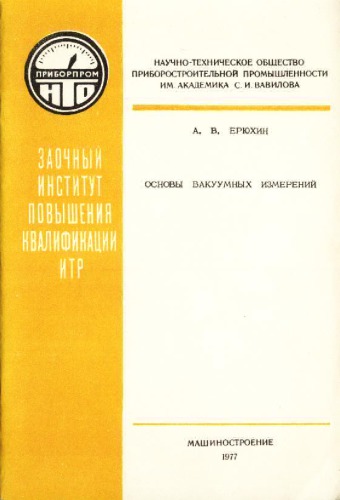 ПРИБОРПРОМ
НТО
ЗАОЧНЫЙ
ИНСТИТУТ
ПОВЫШЕНИЯ
КВАЛИФИКАЦИИ
ИТР
НАУЧНО-ТЕХНИЧЕСКОЕ ОБЩЕСТВО
ПРИБОРОСТРОИТЕЛЬНОЙ ПРОМЫШЛЕННОСТИ
ИМ. АКАДЕМИКА С. И. ВАВИЛОВА
А. В. ЕРЮХИН
ОСНОВЫ ВАКУУМНЫХ ИЗМЕРЕНИЙ
МАШИНОСТРОЕНИЕ
1977